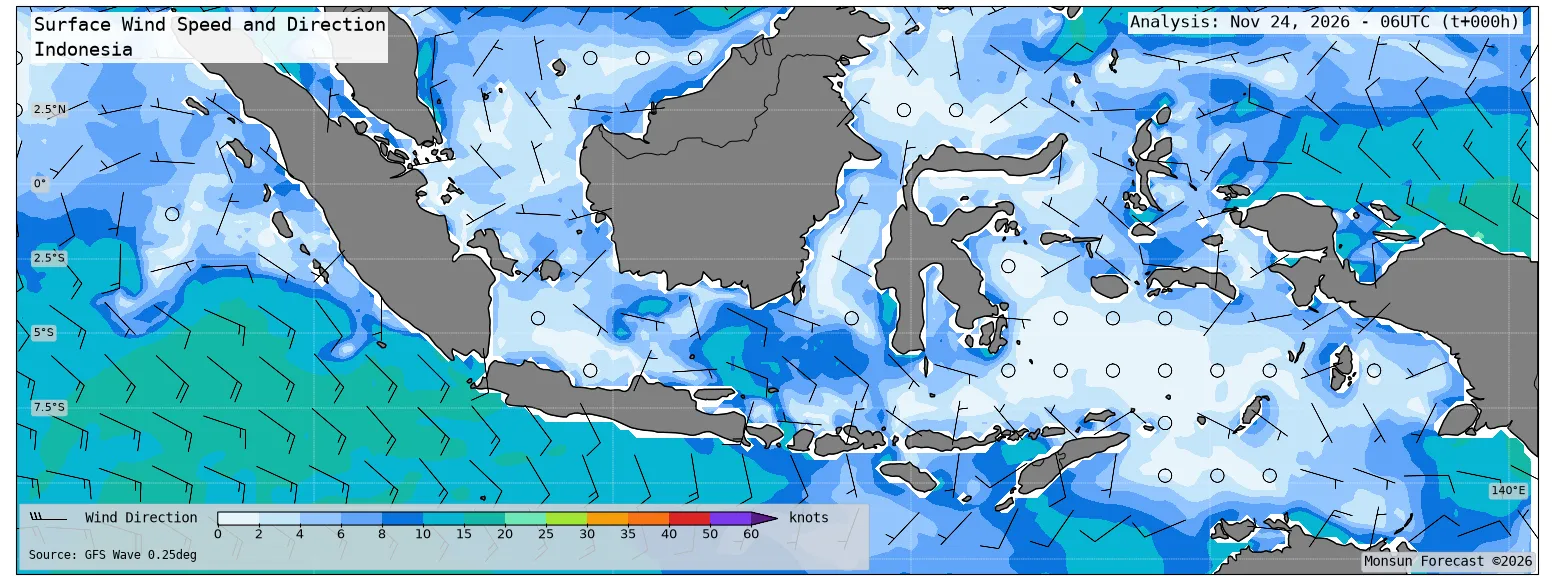 Surface Wind Speed and Direction
Indonesia
Analysis: Nov 24, 2026 - 06UTC (t+000h)
2.5°N
0°
2.5°S
5°S
7.5°S
140°E
Wind Direction
0 2 4 6 8 10 15 20 25 30 35 40 50 60
knots
Source: GFS Wave 0.25deg
Monsun Forecast ©2026